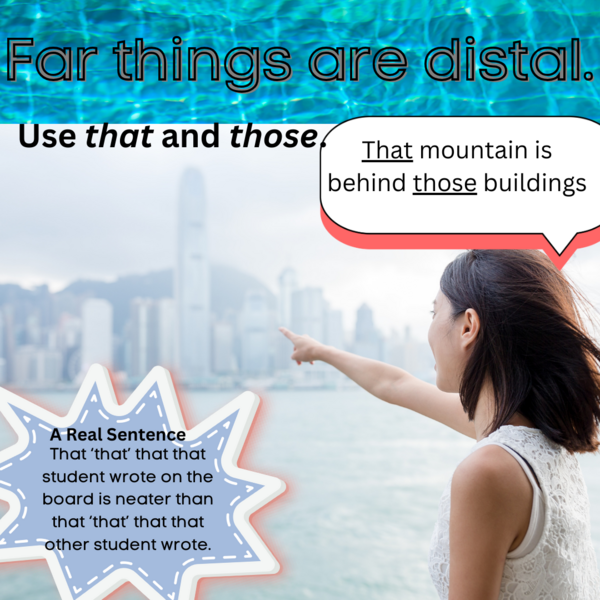 Far things are distal.
Use that and those.
That mountain is
behind those buildings
A Real Sentence
That ‘that’ that that
student wrote on the
board is neater than
that ‘that’ that that
other student wrote.